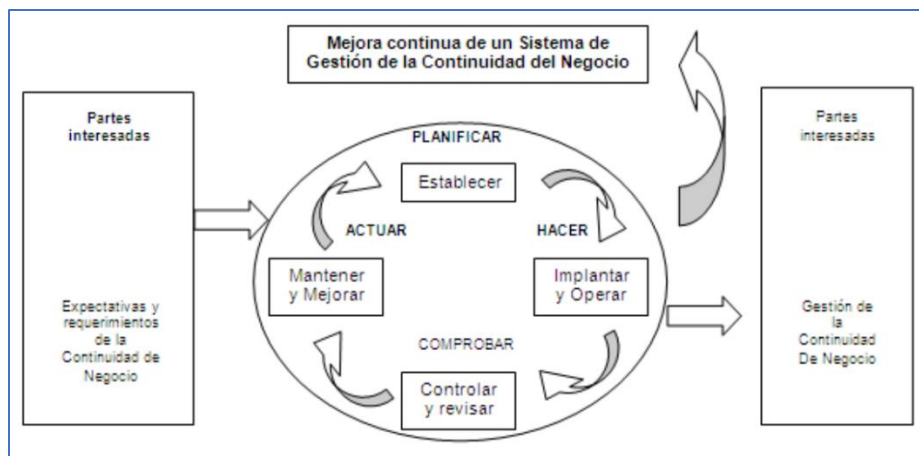 Mejora continua de un Sistema de
Gestión de la Continuidad del Negocio
Partes
interesadas
Expectativas y
requerimientos
de la
Continuidad de
Negocio
PLANIFICAR
Establecer
ACTUAR
HACER
Mantener
y Mejorar
Implantar
y Operar
COMPROBAR
Controlar
y revisar
Partes
interesadas
Gestión de
la
Continuidad
De Negocio